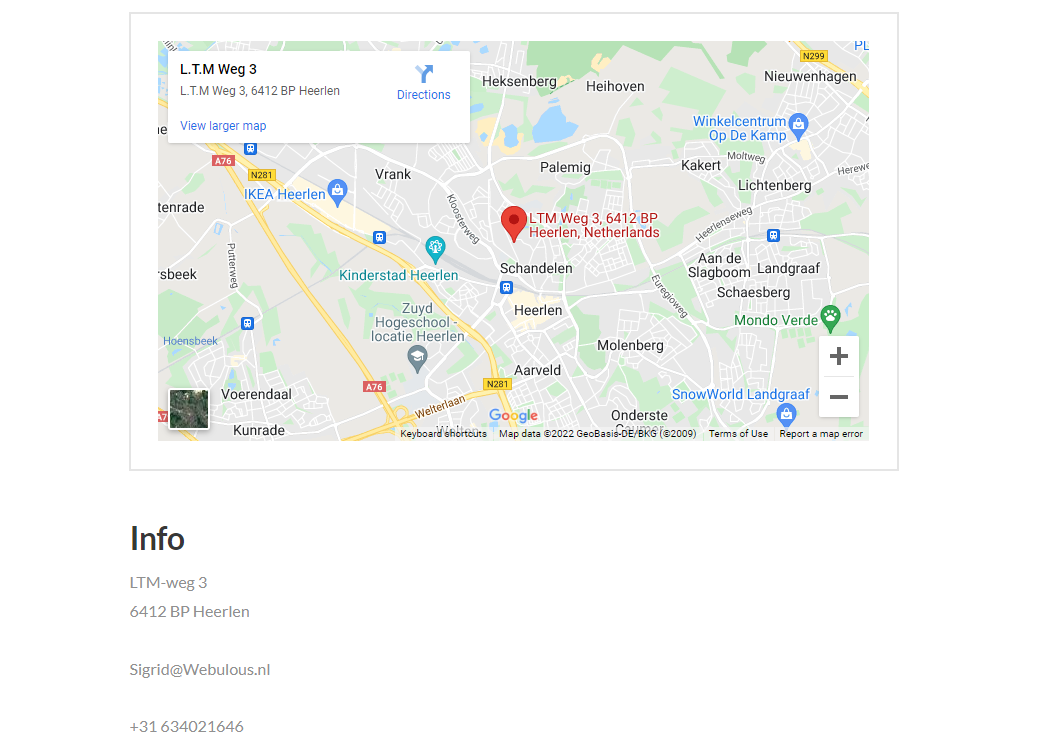 L.T.M Weg 3
L.T.M Weg 3, 6412 BP Heerlen
Directions
View larger map
PL
N299
Heksenberg
Heihoven
Nieuwenhagen
Winkelcentrum
Op De Kamp
A76
N281
Vrank
Palemig
Kakert
Moltweg
Herewe
IKEA Heerlen
Lichtenberg
tenrade
Kloosterweg
LTM Weg 3, 6412 BP
Heerlen, Netherlands
Heerlenseweg
Putterweg
rsbeek
Kinderstad Heerlen
Schandelen
Aan de
Slagboom
Landgraaf
Euregioweg
Schaesberg
Zuyd
Hogeschool -
locatie Heerlen
Heerlen
Mondo Verde
Hoensbeek
Molenberg
Aarveld
A76
N281
Voerendaal
SnowWorld Landgraaf
Welterlaan
A7
Google
Onderste
Kunrade
Welten
Caumer
Keyboard shortcuts
Map data ©2022 GeoBasis-DE/BKG (©2009)
Terms of Use
Report a map error
Info
LTM-weg 3
6412 BP Heerlen
Sigrid@Webulous.nl
+31 634021646